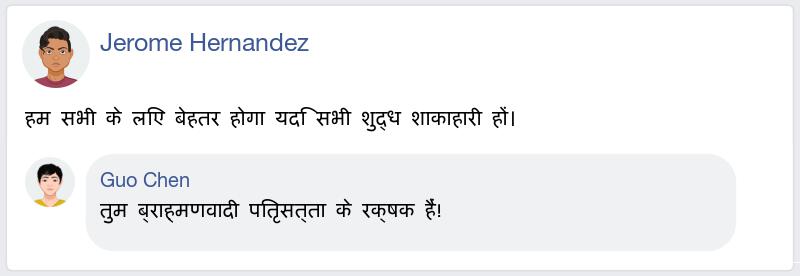 Jerome Hernandez
हम सभी के लिए बेहतर होगा यदि सभी शुद्ध शाकाहारी हों।
Guo Chen
तुम ब्राह्मणवादी पितृसत्ता के रक्षक हैं!